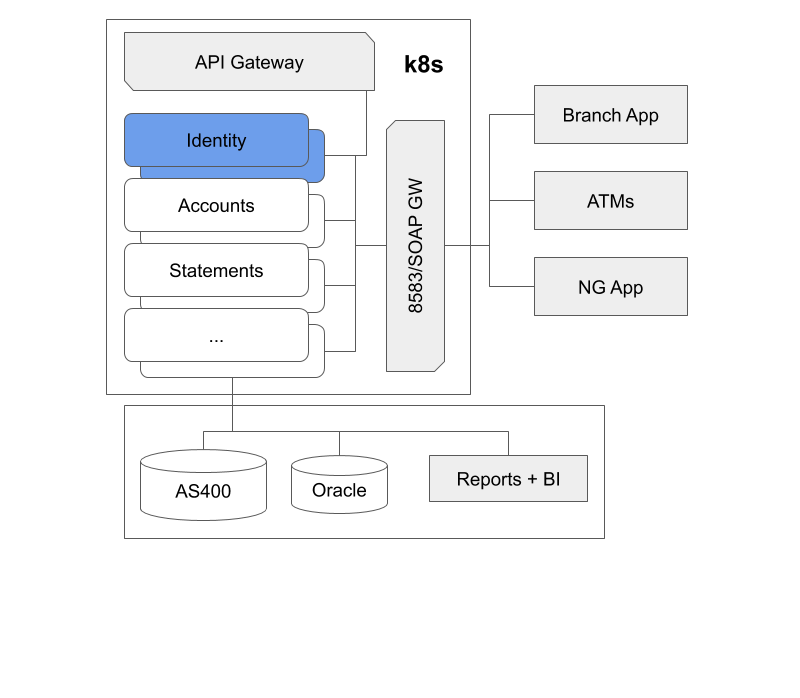 API Gateway
k8s
Identity
Accounts
Statements
...
8583/SOAP GW
Branch App
ATMs
NG App
AS400
Oracle
Reports + BI